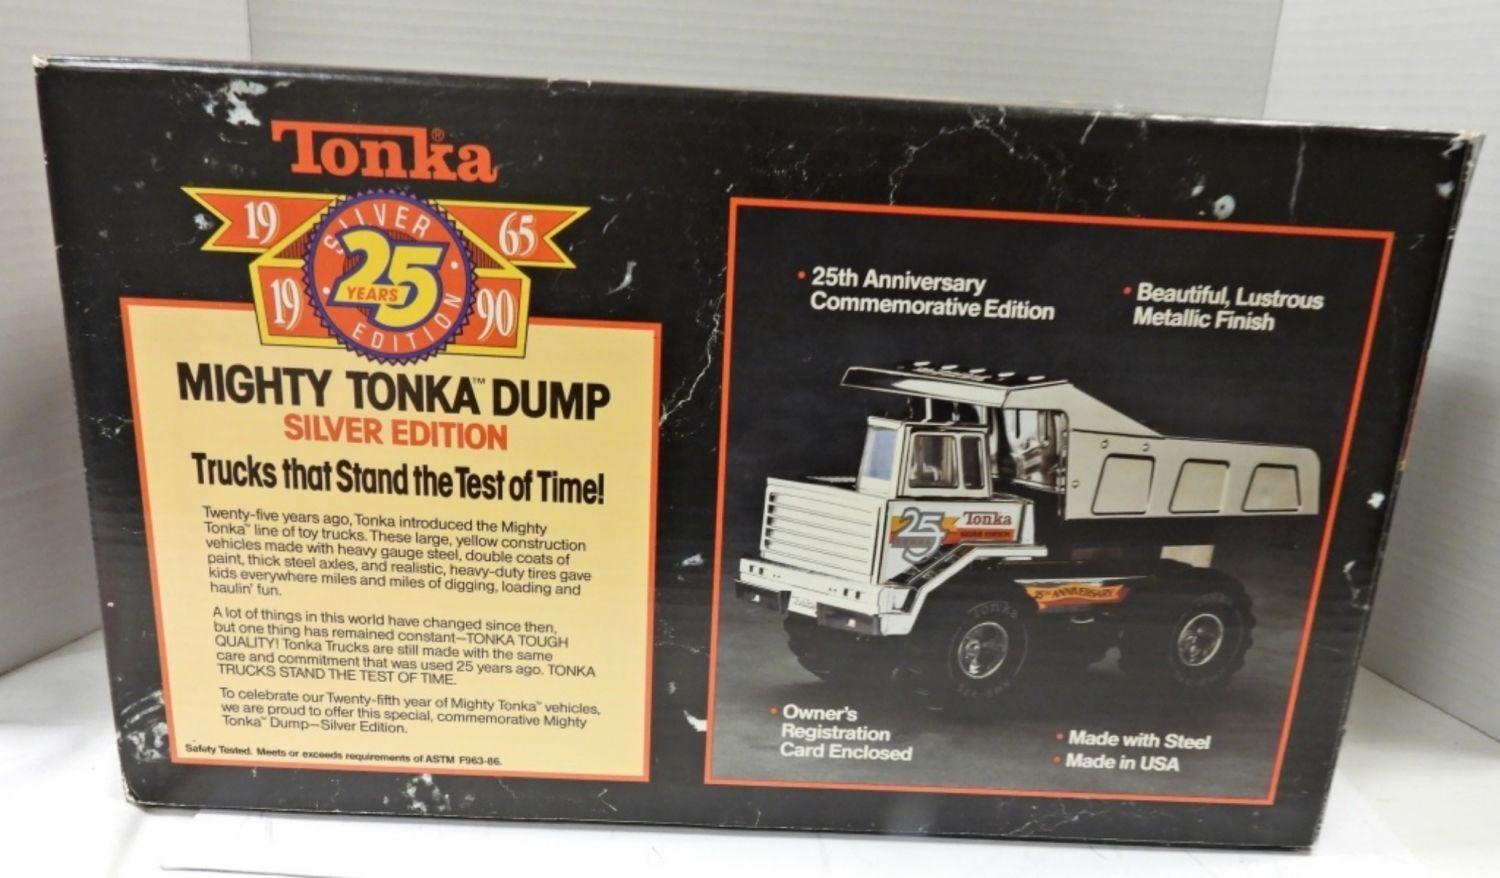 Tonka®
19 65
SILVER
25
YEARS
EDITION
19 90
MIGHTY TONKA™ DUMP
SILVER EDITION
Trucks that Stand the Test of Time!
Twenty-five years ago, Tonka introduced the Mighty
Tonka™ line of toy trucks. These large, yellow construction
vehicles made with heavy gauge steel, double coats of
paint, thick steel axles, and realistic, heavy-duty tires gave
kids everywhere miles and miles of digging, loading and
haulin' fun.
A lot of things in this world have changed since then,
but one thing has remained constant—TONKA TOUGH
QUALITY! Tonka Trucks are still made with the same
care and commitment that was used 25 years ago. TONKA
TRUCKS STAND THE TEST OF TIME.
To celebrate our Twenty-fifth year of Mighty Tonka™ vehicles,
we are proud to offer this special, commemorative Mighty
Tonka™ Dump—Silver Edition.
Safety Tested. Meets or exceeds requirements of ASTM F963-86.
• 25th Anniversary
Commemorative Edition
• Beautiful, Lustrous
Metallic Finish
25
Tonka
SILVER EDITION
25TH ANNIVERSARY
Tonka
• Owner's
Registration
Card Enclosed
• Made with Steel
• Made in USA